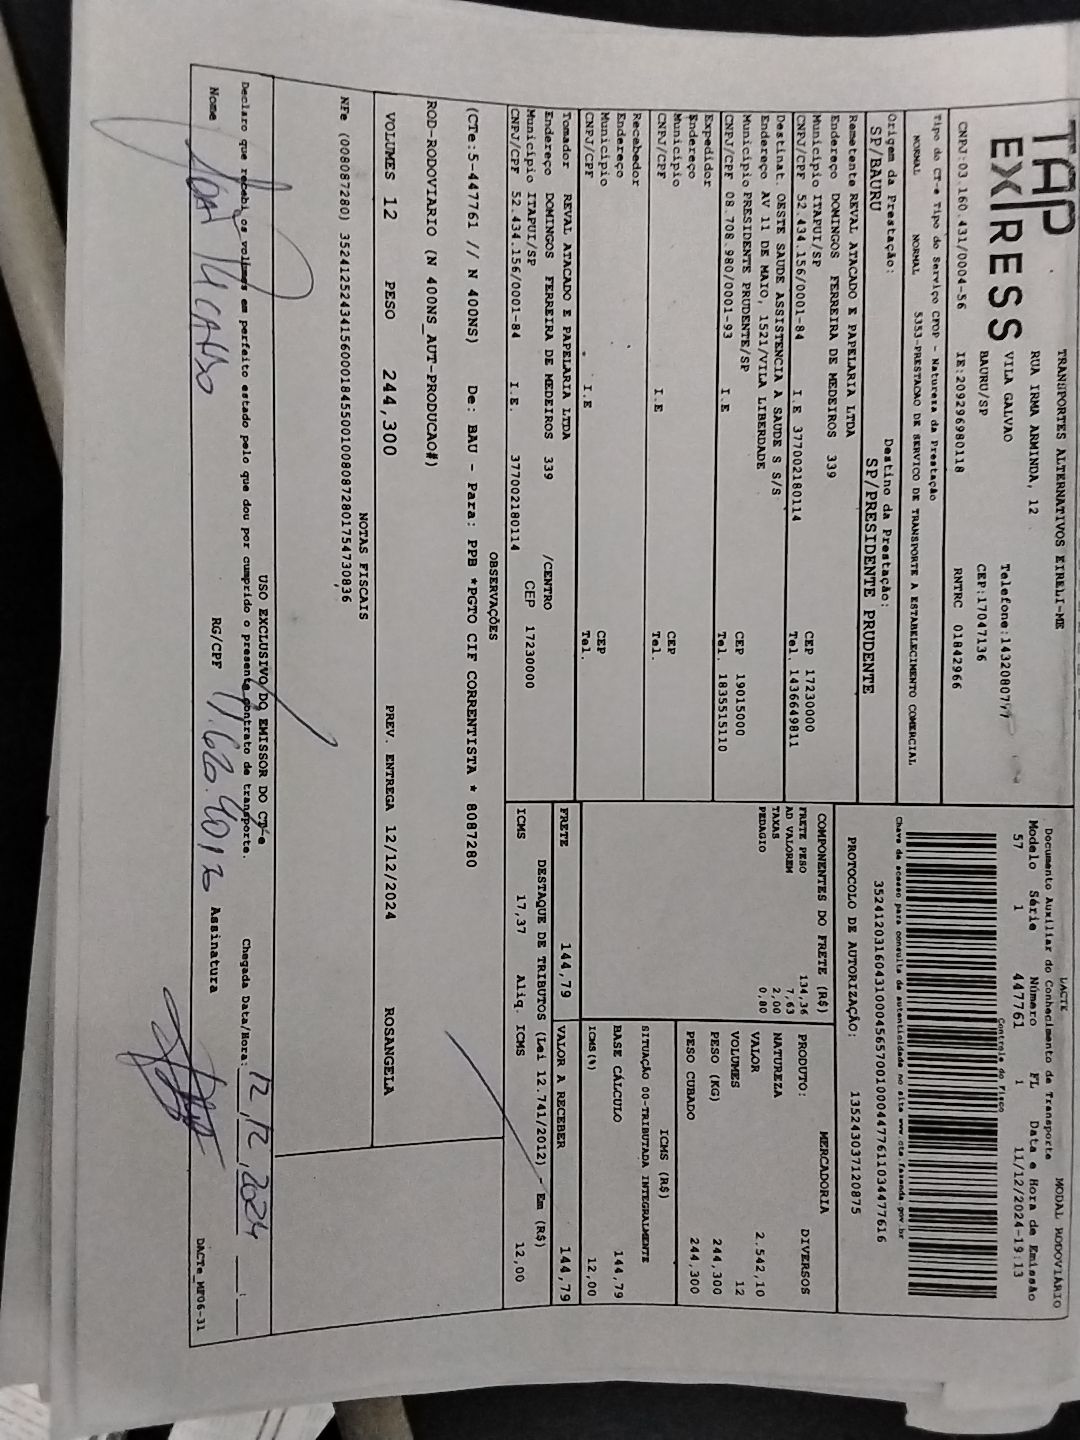 TAP EXPRESS
TRANSPORTES ALTERNATIVOS EIRELI-ME
RUA IRMA ARMINDA, 12
VILA GALVAO
BAURU/SP
Telefone:1432080777
CEP:17047136
CNPJ:03.160.431/0004-56 IE:209296980118 RNTRC 01842966
DACTE MODAL RODOVIÁRIO
Documento Auxiliar do Conhecimento de Transporte
Modelo Série Número FL Data e Hora de Emissão
57 1 447761 1 11/12/2024-19:13
Controle do Fisco
35241203160431000456570010004477611034477616
Chave de acesso para consulta de autenticidade no site www.cte.fazenda.gov.br
PROTOCOLO DE AUTORIZAÇÃO: 135243037120875
Tipo do CT-e Tipo do Serviço CFOP - Natureza da Prestação
NORMAL NORMAL 5353-PRESTACAO DE SERVICO DE TRANSPORTE A ESTABELECIMENTO COMERCIAL
Origem da Prestação: Destino da Prestação:
SP/BAURU SP/PRESIDENTE PRUDENTE
Remetente REVAL ATACADO E PAPELARIA LTDA
Endereço DOMINGOS FERREIRA DE MEDEIROS 339
Município ITAPUI/SP CEP 17230000
CNPJ/CPF 52.434.156/0001-84 I.E 377002180114 Tel. 1436649811
Destinat. OESTE SAUDE ASSISTENCIA A SAUDE S S/S
Endereço AV 11 DE MAIO, 1521/VILA LIBERDADE
Município PRESIDENTE PRUDENTE/SP CEP 19015000
CNPJ/CPF 08.708.980/0001-93 I.E Tel. 1835515110
Expedidor
Endereço
Município CEP
CNPJ/CPF I.E Tel.
Recebedor
Endereço
Município CEP
CNPJ/CPF I.E Tel.
Tomador REVAL ATACADO E PAPELARIA LTDA
Endereço DOMINGOS FERREIRA DE MEDEIROS 339 /CENTRO
Município ITAPUI/SP CEP 17230000
CNPJ/CPF 52.434.156/0001-84 I.E. 377002180114
COMPONENTES DO FRETE (R$)
FRETE PESO 134,36
AD VALOREM 7,63
TAXAS 2,00
PEDAGIO 0,80
MERCADORIA
PRODUTO: DIVERSOS
NATUREZA
VALOR 2.542,10
VOLUMES 12
PESO (KG) 244,300
PESO CUBADO 244,300
ICMS (R$)
SITUAÇÃO 00-TRIBUTADA INTEGRALMENTE
BASE CÁLCULO 144,79
ICMS(%) 12,00
FRETE 144,79 VALOR A RECEBER 144,79
DESTAQUE DE TRIBUTOS (Lei 12.741/2012) - Em (R$)
ICMS 17,37 Aliq. ICMS 12,00
OBSERVAÇÕES
(CTe:5-447761 // N 400NS) De: BAU - Para: PPB *PGTO CIF CORRENTISTA * 8087280
ROD-RODOVIARIO (N 400NS_AUT-PRODUCAO#)
VOLUMES 12 PESO 244,300 PREV. ENTREGA 12/12/2024 ROSANGELA
NOTAS FISCAIS
NFe (008087280) 35241252434156000184550010080872801754730836
USO EXCLUSIVO DO EMISSOR DO CT-e
Declaro que recebi os volumes em perfeito estado pelo que dou por cumprido o presente contrato de transporte. Chegada Data/Hora: 12/12/2024
Nome RG/CPF Assinatura
DACTe_MP06-31